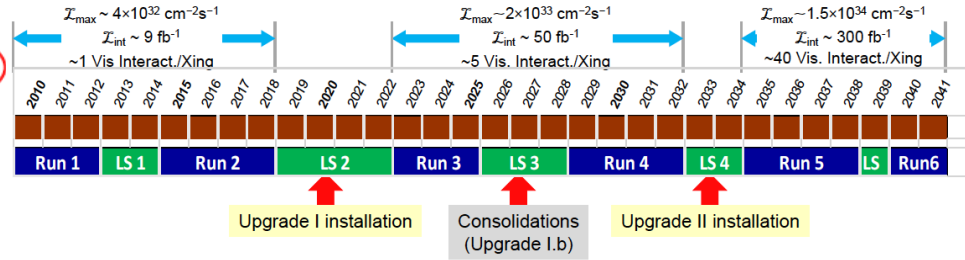 ℒmax ~ 4×10³² cm⁻²s⁻¹ ℒmax ~2×10³³ cm⁻²s⁻¹ ℒmax ~1.5×10³⁴ cm⁻²s⁻¹
ℒint ~ 9 fb⁻¹ ℒint ~ 50 fb⁻¹ ℒint ~ 300 fb⁻¹
~1 Vis Interact./Xing ~5 Vis. Interact./Xing ~40 Vis. Interact./Xing
2010 2011 2012 2013 2014 2015 2016 2017 2018 2019 2020 2021 2022 2023 2024 2025 2026 2027 2028 2029 2030 2031 2032 2033 2034 2035 2036 2037 2038 2039 2040 2041
Run 1 LS 1 Run 2 LS 2 Run 3 LS 3 Run 4 LS 4 Run 5 LS Run6
Upgrade I installation Consolidations Upgrade II installation
(Upgrade I.b)